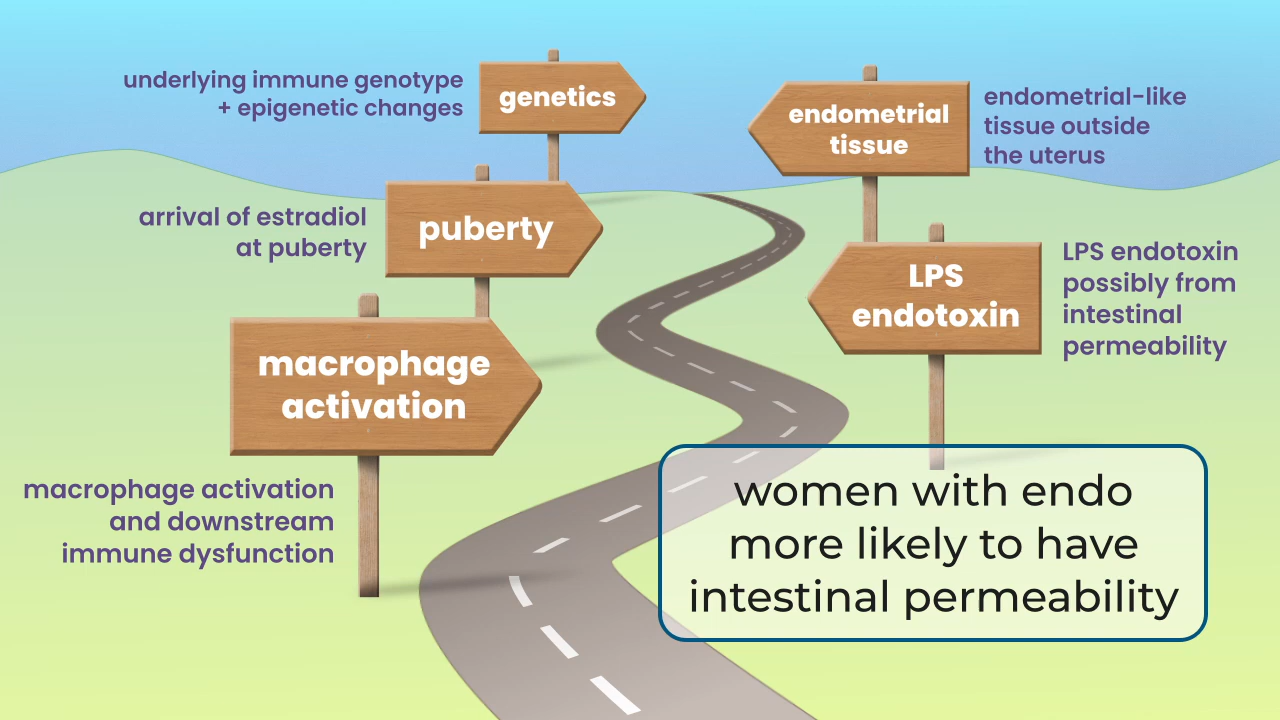 underlying immune genotype
+ epigenetic changes
genetics
endometrial
tissue
endometrial-like
tissue outside
the uterus
arrival of estradiol
at puberty
puberty
LPS
endotoxin
LPS endotoxin
possibly from
intestinal
permeability
macrophage
activation
macrophage activation
and downstream
immune dysfunction
women with endo
more likely to have
intestinal permeability